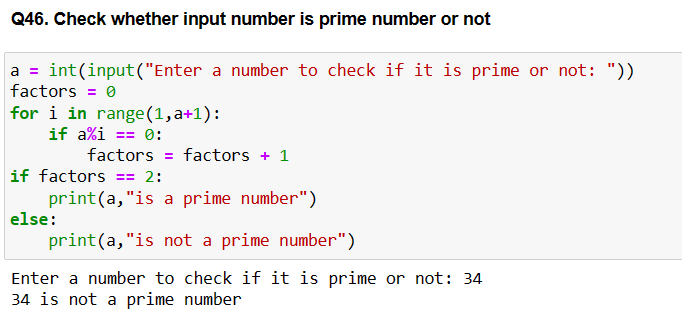 Q46. Check whether input number is prime number or not
a = int(input("Enter a number to check if it is prime or not: "))
factors = 0
for i in range(1,a+1):
    if a%i == 0:
        factors = factors + 1
if factors == 2:
    print(a,"is a prime number")
else:
    print(a,"is not a prime number")
Enter a number to check if it is prime or not: 34
34 is not a prime number